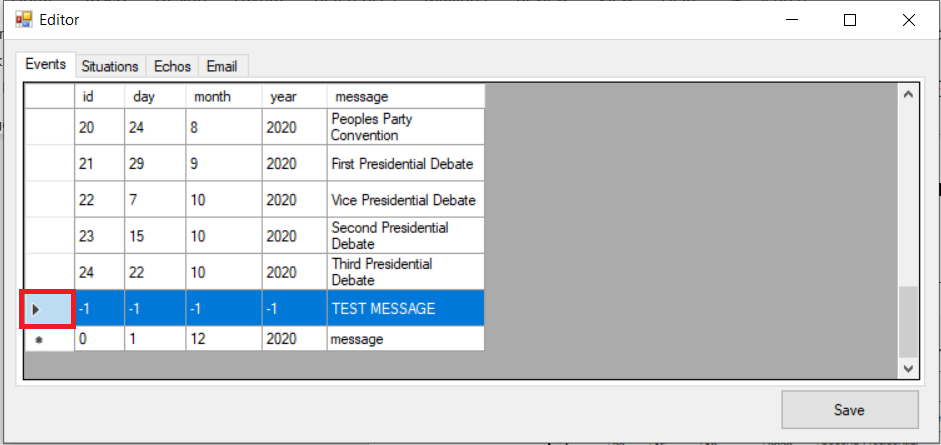 Editor
Events Situations Echos Email
id day month year message
20 24 8 2020 Peoples Party
Convention
21 29 9 2020 First Presidential Debate
22 7 10 2020 Vice Presidential Debate
23 15 10 2020 Second Presidential
Debate
24 22 10 2020 Third Presidential
Debate
-1 -1 -1 -1 TEST MESSAGE
0 1 12 2020 message
Save